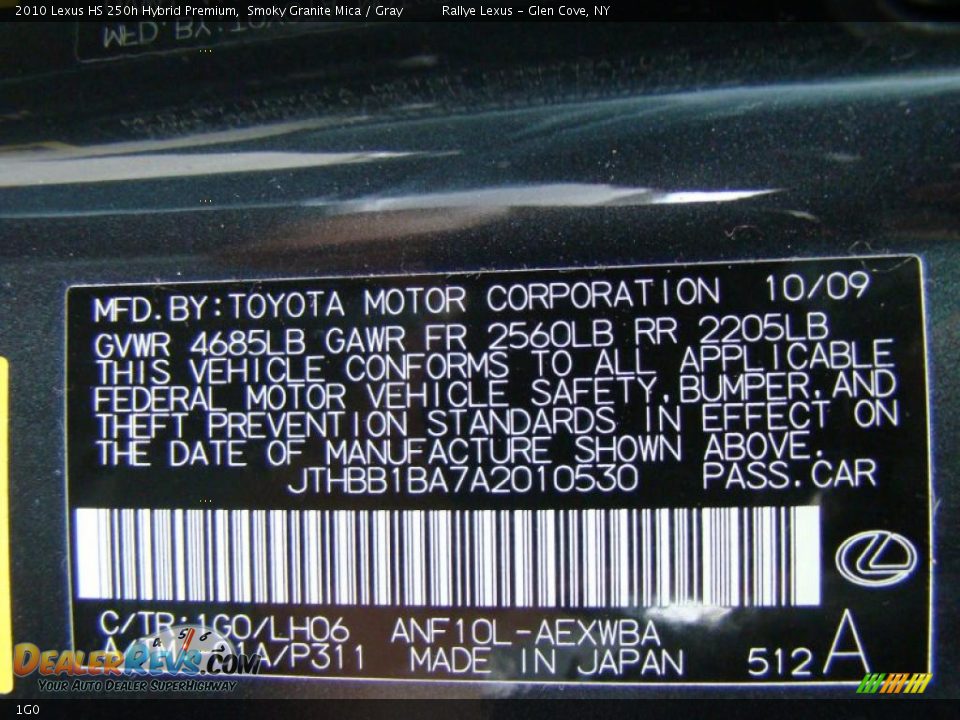 2010 Lexus HS 250h Hybrid Premium, Smoky Granite Mica / Gray Rallye Lexus - Glen Cove, NY
MFD.BY:TOYOTA MOTOR CORPORATION 10/09
GVWR 4685LB GAWR FR 2560LB RR 2205LB
THIS VEHICLE CONFORMS TO ALL APPLICABLE
FEDERAL MOTOR VEHICLE SAFETY,BUMPER,AND
THEFT PREVENTION STANDARDS IN EFFECT ON
THE DATE OF MANUFACTURE SHOWN ABOVE.
JTHBB1BA7A2010530 PASS.CAR
C/TR:1G0/LH06 ANF10L-AEXWBA
A/P311 MADE IN JAPAN 512 A
DealerRevs.com
Your Auto Dealer SuperHighway
1G0